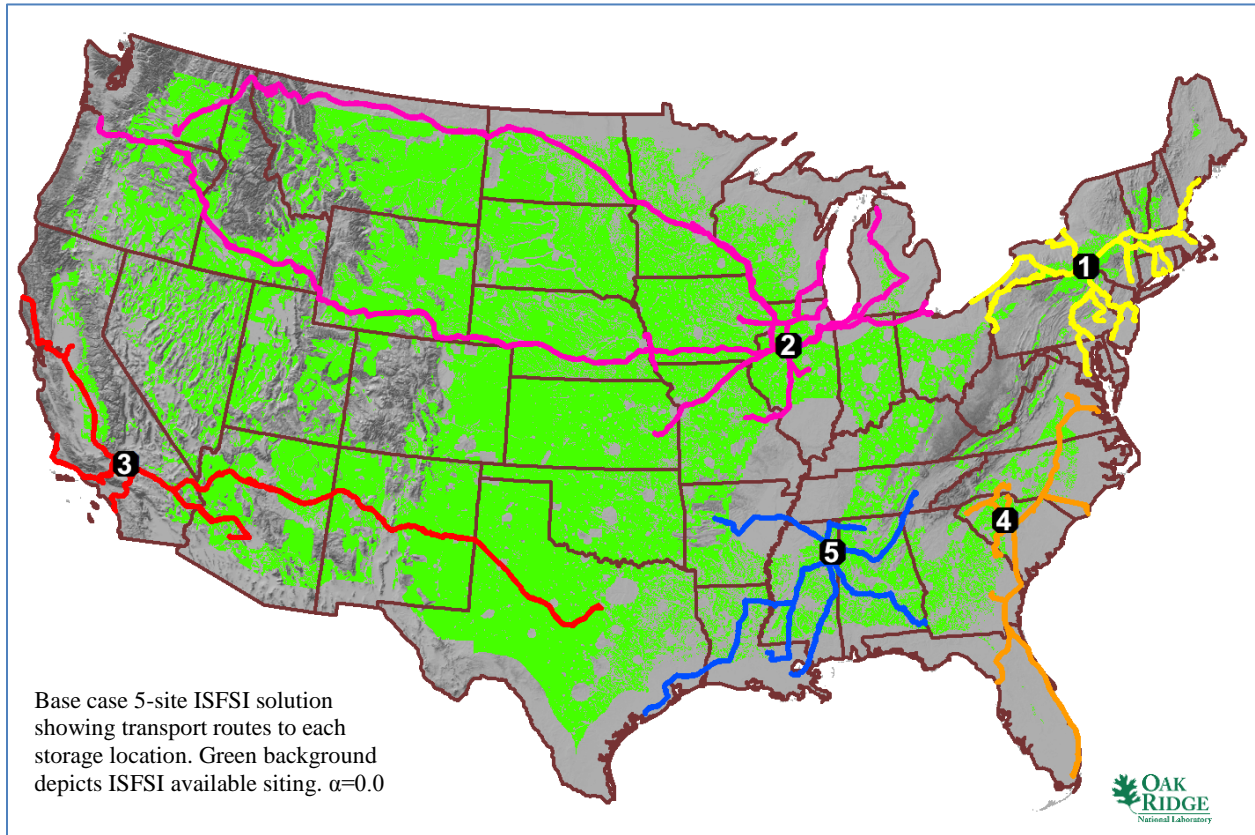 1
2
3
4
5
Base case 5-site ISFSI solution
showing transport routes to each
storage location. Green background
depicts ISFSI available siting. α=0.0
OAK
RIDGE
National Laboratory